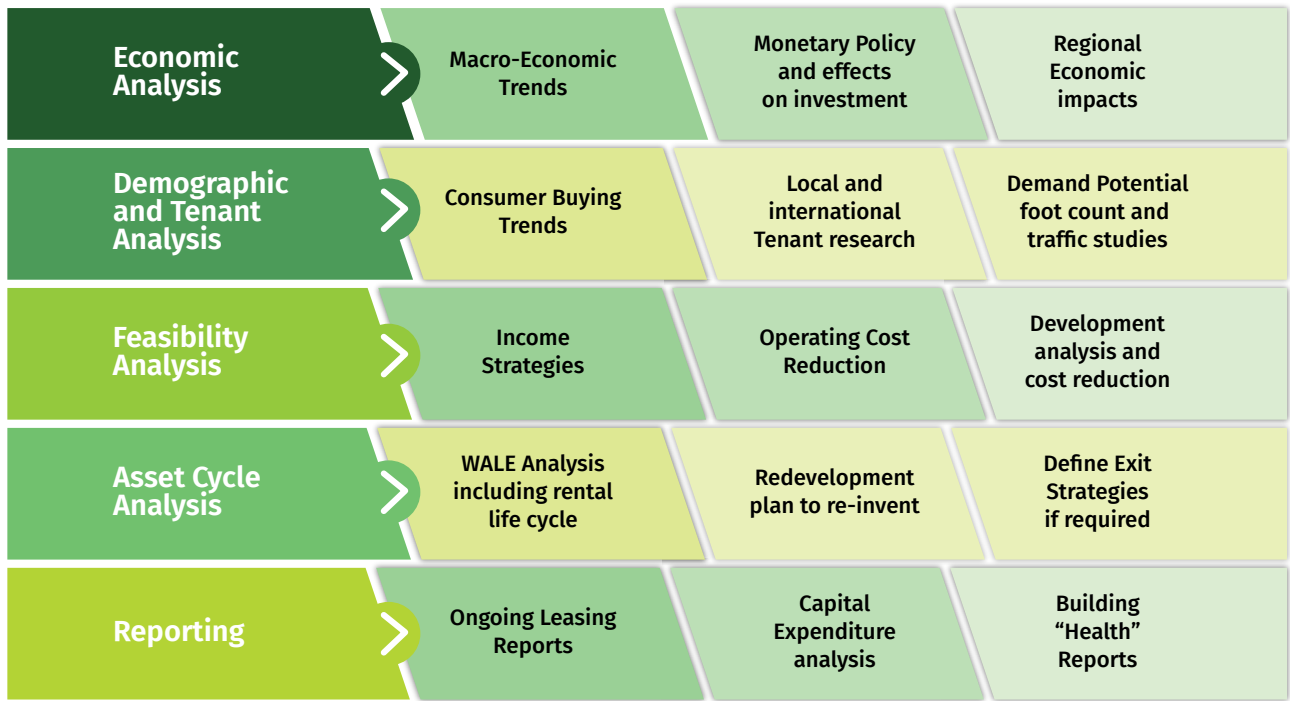 Economic
Analysis
Macro-Economic
Trends
Monetary Policy
and effects
on investment
Regional
Economic
impacts
Demographic
and Tenant
Analysis
Consumer Buying
Trends
Local and
international
Tenant research
Demand Potential
foot count and
traffic studies
Feasibility
Analysis
Income
Strategies
Operating Cost
Reduction
Development
analysis and
cost reduction
Asset Cycle
Analysis
WALE Analysis
including rental
life cycle
Redevelopment
plan to re-invent
Define Exit
Strategies
if required
Reporting
Ongoing Leasing
Reports
Capital
Expenditure
analysis
Building
“Health”
Reports